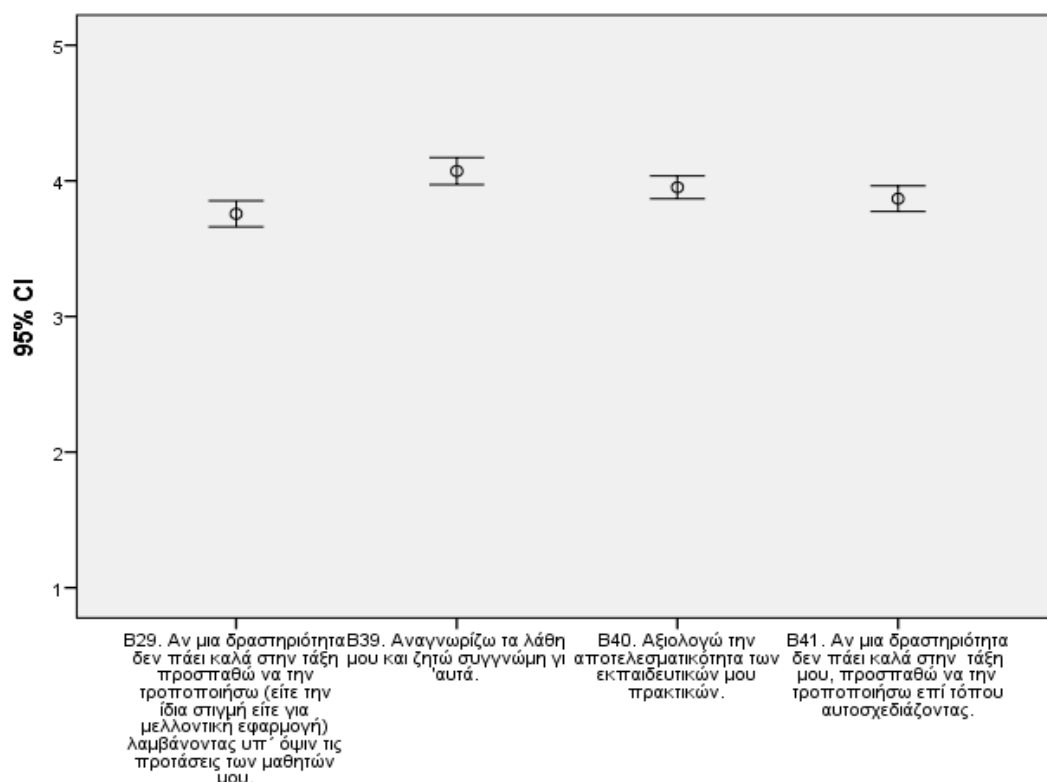 95% CI
5
4
3
2
1
B29. Αν μια δραστηριότητα
δεν πάει καλά στην τάξη
προσπαθώ να την
τροποποιήσω (είτε την
ίδια στιγμή είτε για
μελλοντική εφαρμογή)
λαμβάνοντας υπ΄ όψιν τις
προτάσεις των μαθητών
μου.
B39. Αναγνωρίζω τα λάθη
μου και ζητώ συγγνώμη γι
'αυτά.
B40. Αξιολογώ την
αποτελεσματικότητα των
εκπαιδευτικών μου
πρακτικών.
B41. Αν μια δραστηριότητα
δεν πάει καλά στην τάξη
μου, προσπαθώ να την
τροποποιήσω επί τόπου
αυτοσχεδιάζοντας.